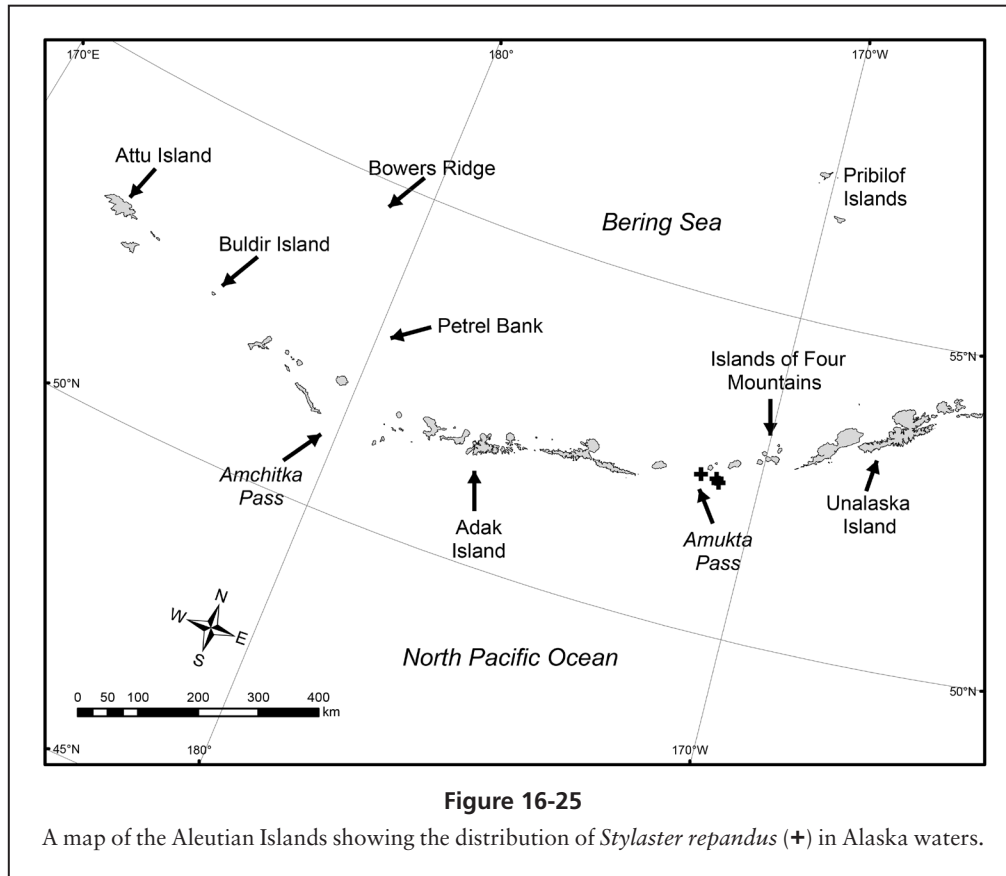 170°E
180°
170°W
Attu Island
Bowers Ridge
Pribilof
Islands
Bering Sea
Buldir Island
Petrel Bank
Islands of Four
Mountains
55°N
50°N
Amchitka
Pass
Adak
Island
Amukta
Pass
Unalaska
Island
N
W
E
S
North Pacific Ocean
0 50 100 200 300 400
km
50°N
45°N
180°
170°W
Figure 16-25
A map of the Aleutian Islands showing the distribution of Stylaster repandus (+) in Alaska waters.